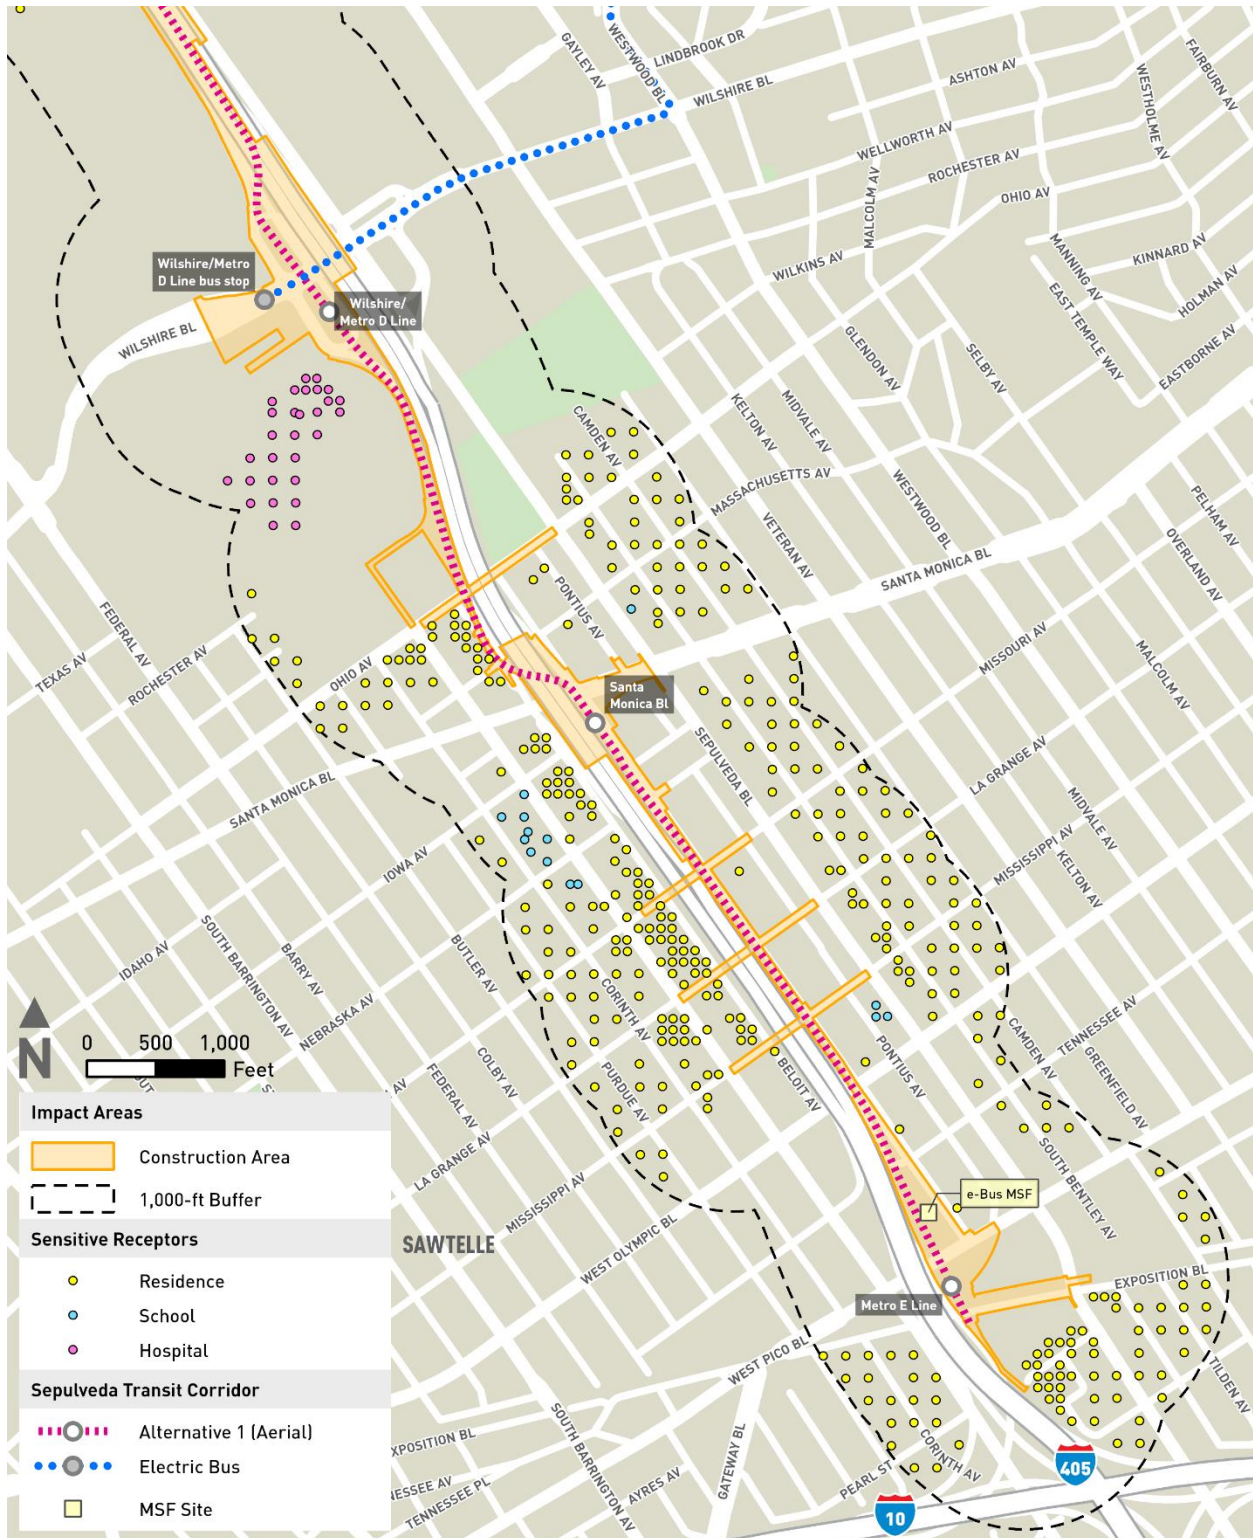 GAYLEY AV
WESTWOOD BL
LINDBROOK DR
WILSHIRE BL
ASHTON AV
FAIRBURN AV
WESTHOLME AV
WELLWORTH AV
ROCHESTER AV
MALCOLM AV
OHIO AV
WILKINS AV
MANNING AV
KINNARD AV
HOLMAN AV
EAST TEMPLE WAY
EASTBORNE AV
Wilshire/Metro
D Line bus stop
Wilshire/
Metro D Line
WILSHIRE BL
GLENDON AV
SELBY AV
KELTON AV
MIDVALE AV
CAMDEN AV
MASSACHUSETTS AV
WESTWOOD BL
VETERAN AV
PELHAM AV
OVERLAND AV
SANTA MONICA BL
FEDERAL AV
TEXAS AV
ROCHESTER AV
OHIO AV
PONTIUS AV
MISSOURI AV
MALCOLM AV
Santa
Monica Bl
SEPULVEDA BL
LA GRANGE AV
MIDVALE AV
SANTA MONICA BL
IOWA AV
MISSISSIPPI AV
KELTON AV
IDAHO AV
SOUTH BARRINGTON AV
BARRY AV
BUTLER AV
NEBRASKA AV
CORINTH AV
COLBY AV
PURDUE AV
FEDERAL AV
BELOIT AV
PONTIUS AV
CAMDEN AV
TENNESSEE AV
GREENFIELD AV
N
0 500 1,000
Feet
LA GRANGE AV
MISSISSIPPI AV
WEST OLYMPIC BL
SOUTH BENTLEY AV
e-Bus MSF
SAWTELLE
EXPOSITION BL
Metro E Line
WEST PICO BL
TILDEN AV
SOUTH BARRINGTON AV
GATEWAY BL
AYRES AV
CORINTH AV
PEARL ST
EXPOSITION BL
TENNESSEE PL
405
10
Impact Areas
Construction Area
1,000-ft Buffer
Sensitive Receptors
Residence
School
Hospital
Sepulveda Transit Corridor
Alternative 1 (Aerial)
Electric Bus
MSF Site